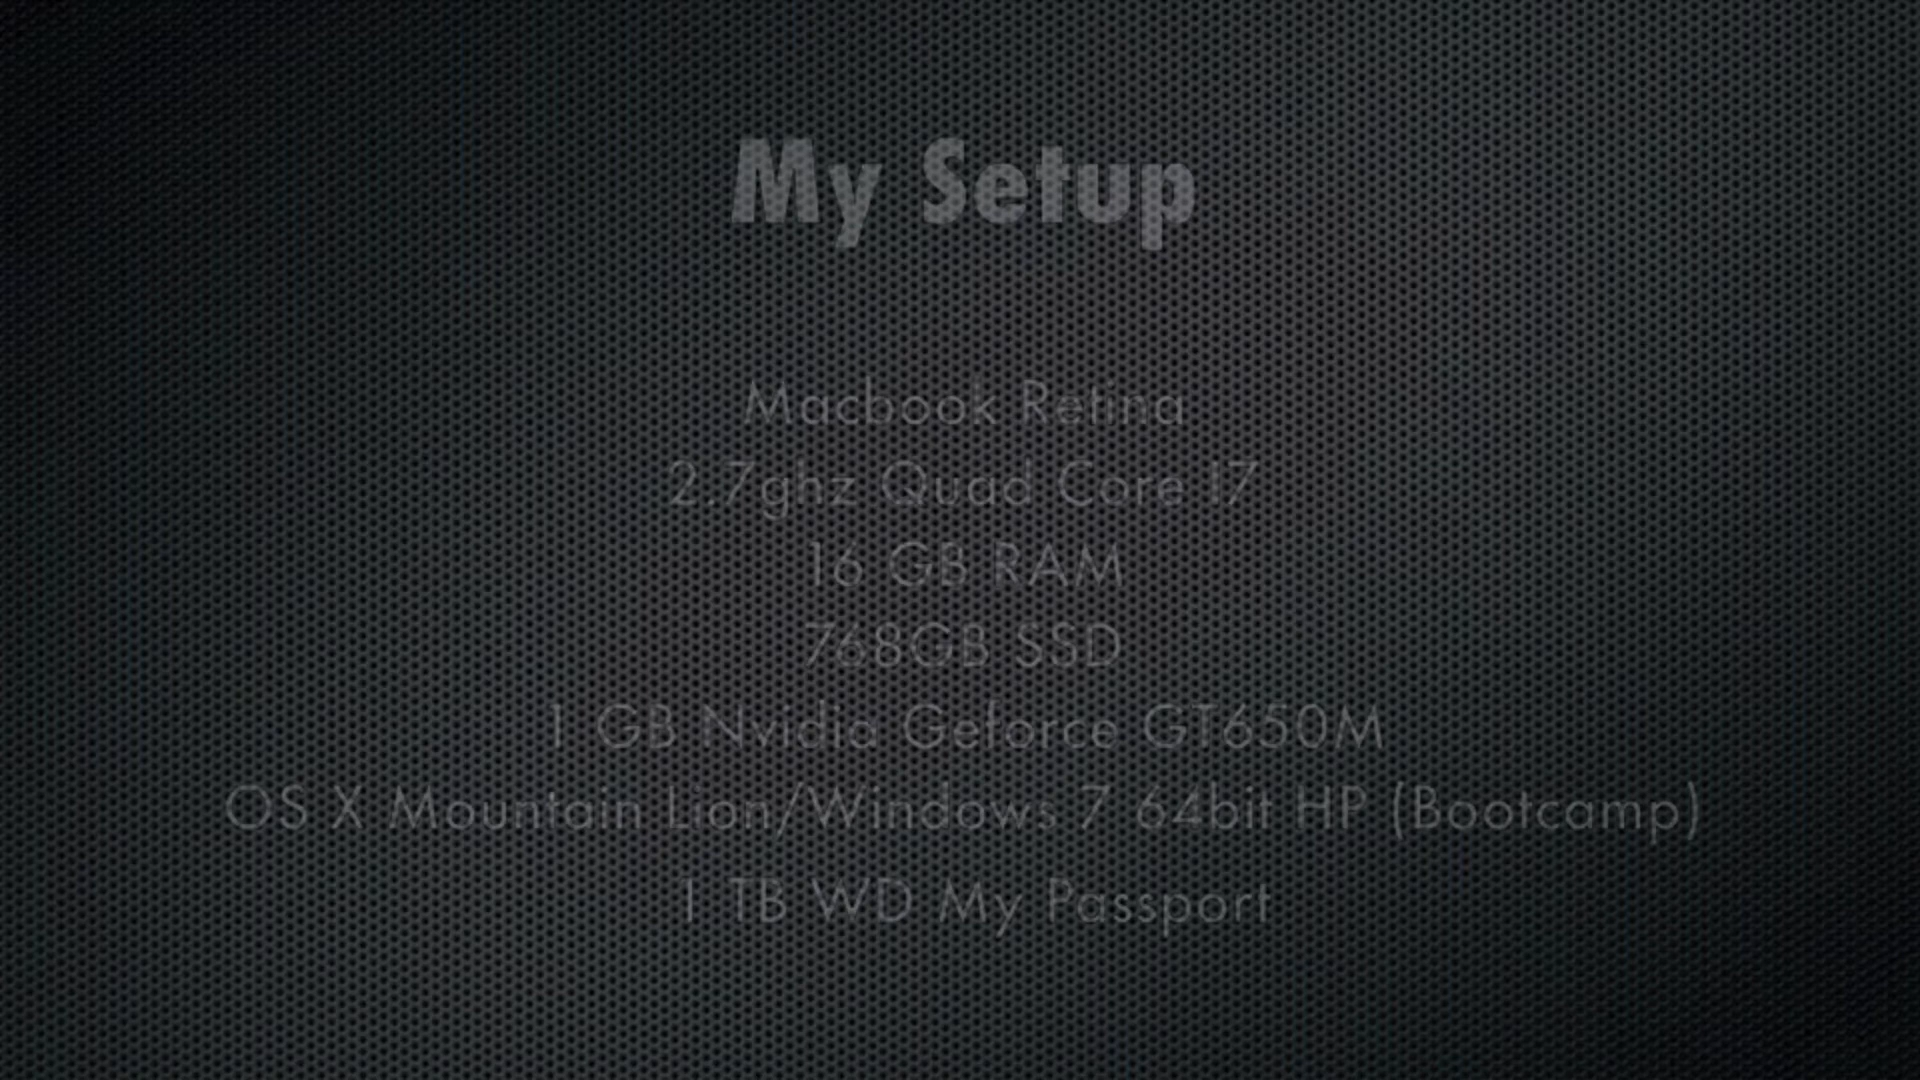 My Setup
Macbook Retina
2.7ghz Quad Core I7
16 GB RAM
768GB SSD
1 GB Nvidia Geforce GT650M
OS X Mountain Lion/Windows 7 64bit HP (Bootcamp)
1 TB WD My Passport